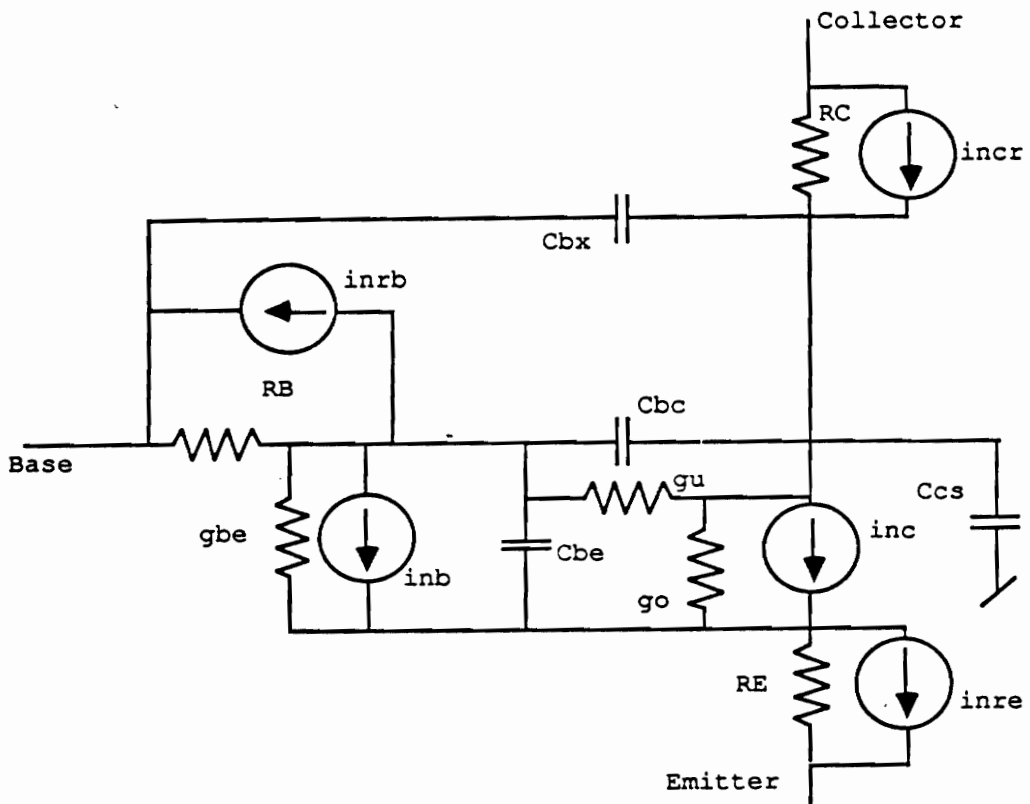 Collector
RC
incr
Cbx
inrb
RB
Cbc
Base
gu
Ccs
gbe
inc
Cbe
inb
go
RE
inre
Emitter